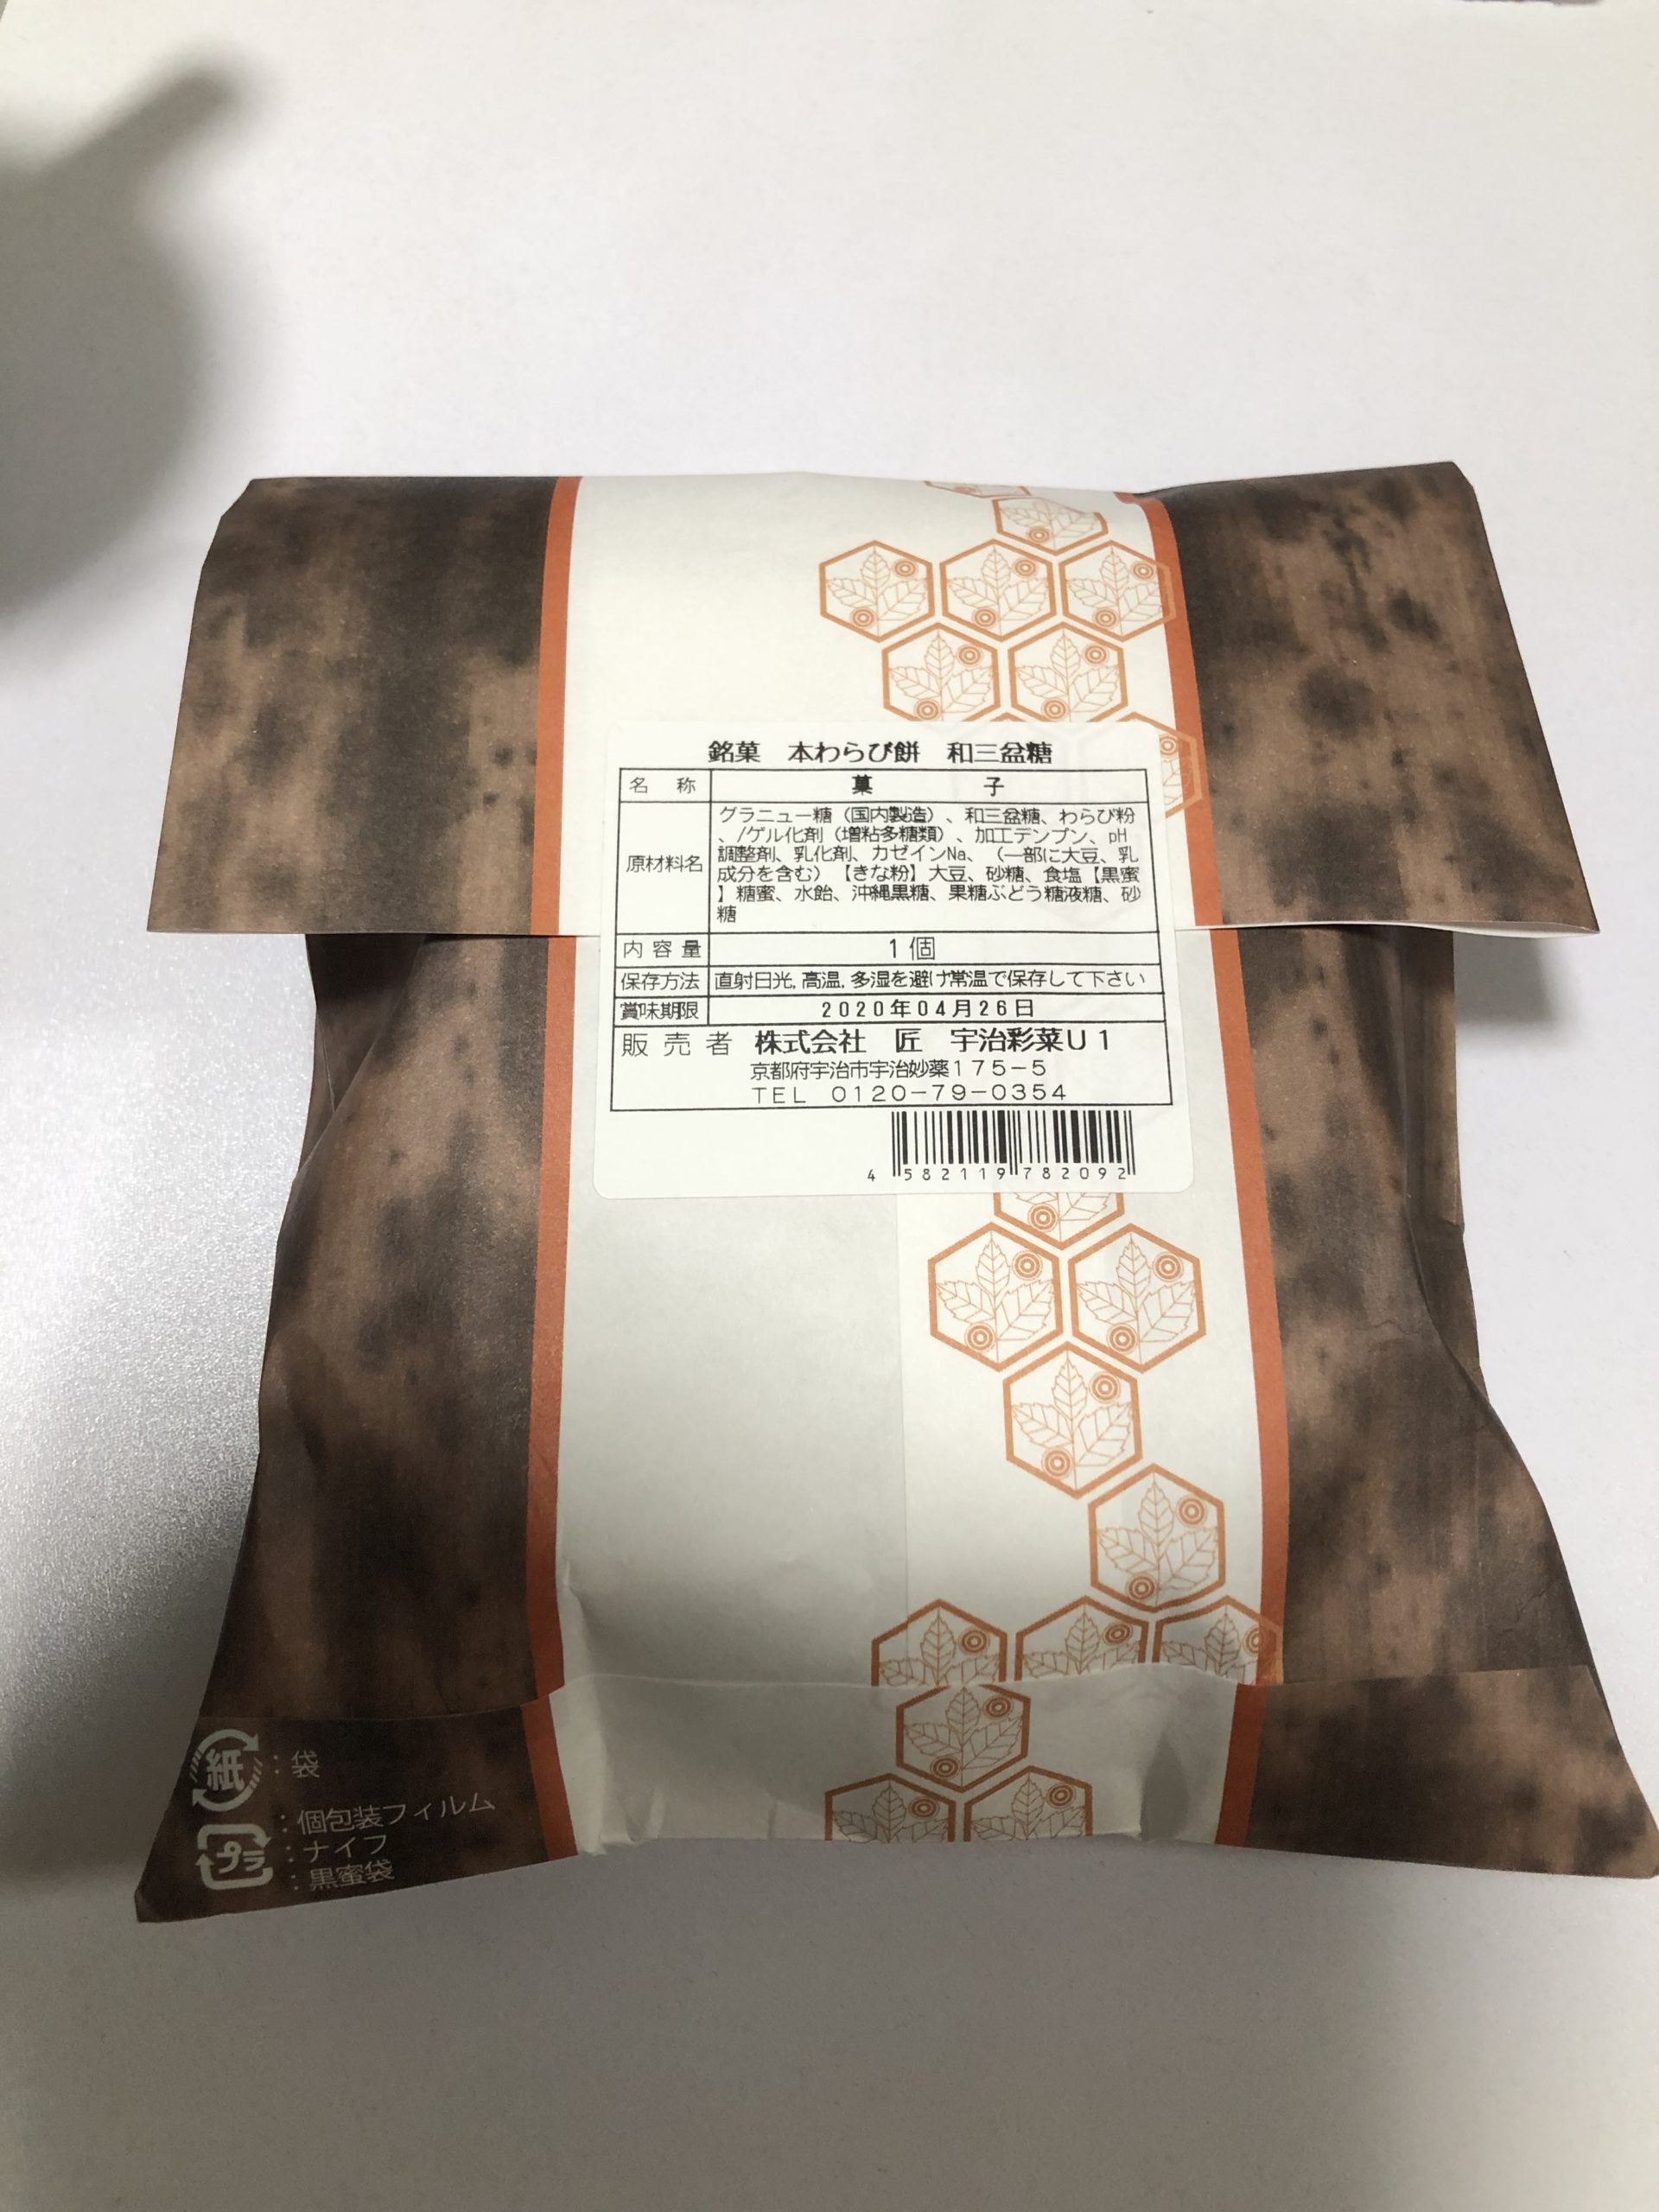 銘菓 本わらび餅 和三盆糖
名 称 菓 子
原材料名
グラニュー糖（国内製造）、和三盆糖、わらび粉
、/ゲル化剤（増粘多糖類）、加工デンプン、pH
調整剤、乳化剤、カゼインNa、（一部に大豆、乳
成分を含む）【きな粉】大豆、砂糖、食塩【黒蜜
】糖蜜、水飴、沖縄黒糖、果糖ぶどう糖液糖、砂
糖
内容量 1個
保存方法 直射日光,高温,多湿を避け常温で保存して下さい
賞味期限 2020年04月26日
販売者 株式会社 匠 宇治彩菜U1
京都府宇治市宇治妙薬175-5
TEL 0120-79-0354
4 582119 782092
紙 : 袋
: 個包装フィルム
プラ : ナイフ
: 黒蜜袋